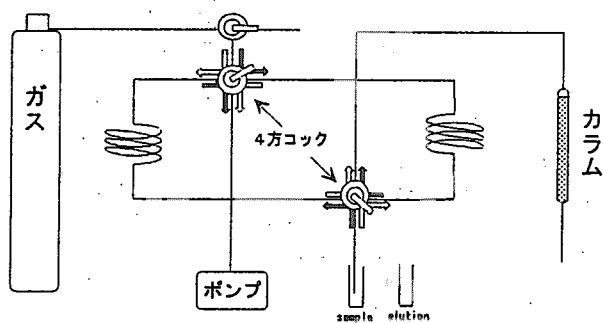 ガス
4方コック
カラム
ポンプ
sample elution